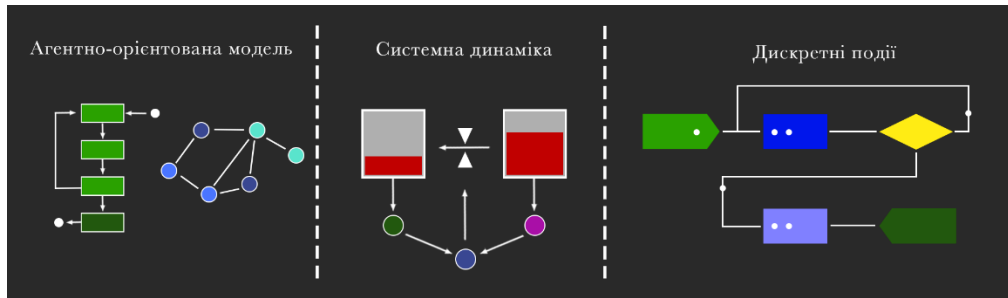 Агентно-орієнтована модель
Системна динаміка
Дискретні події